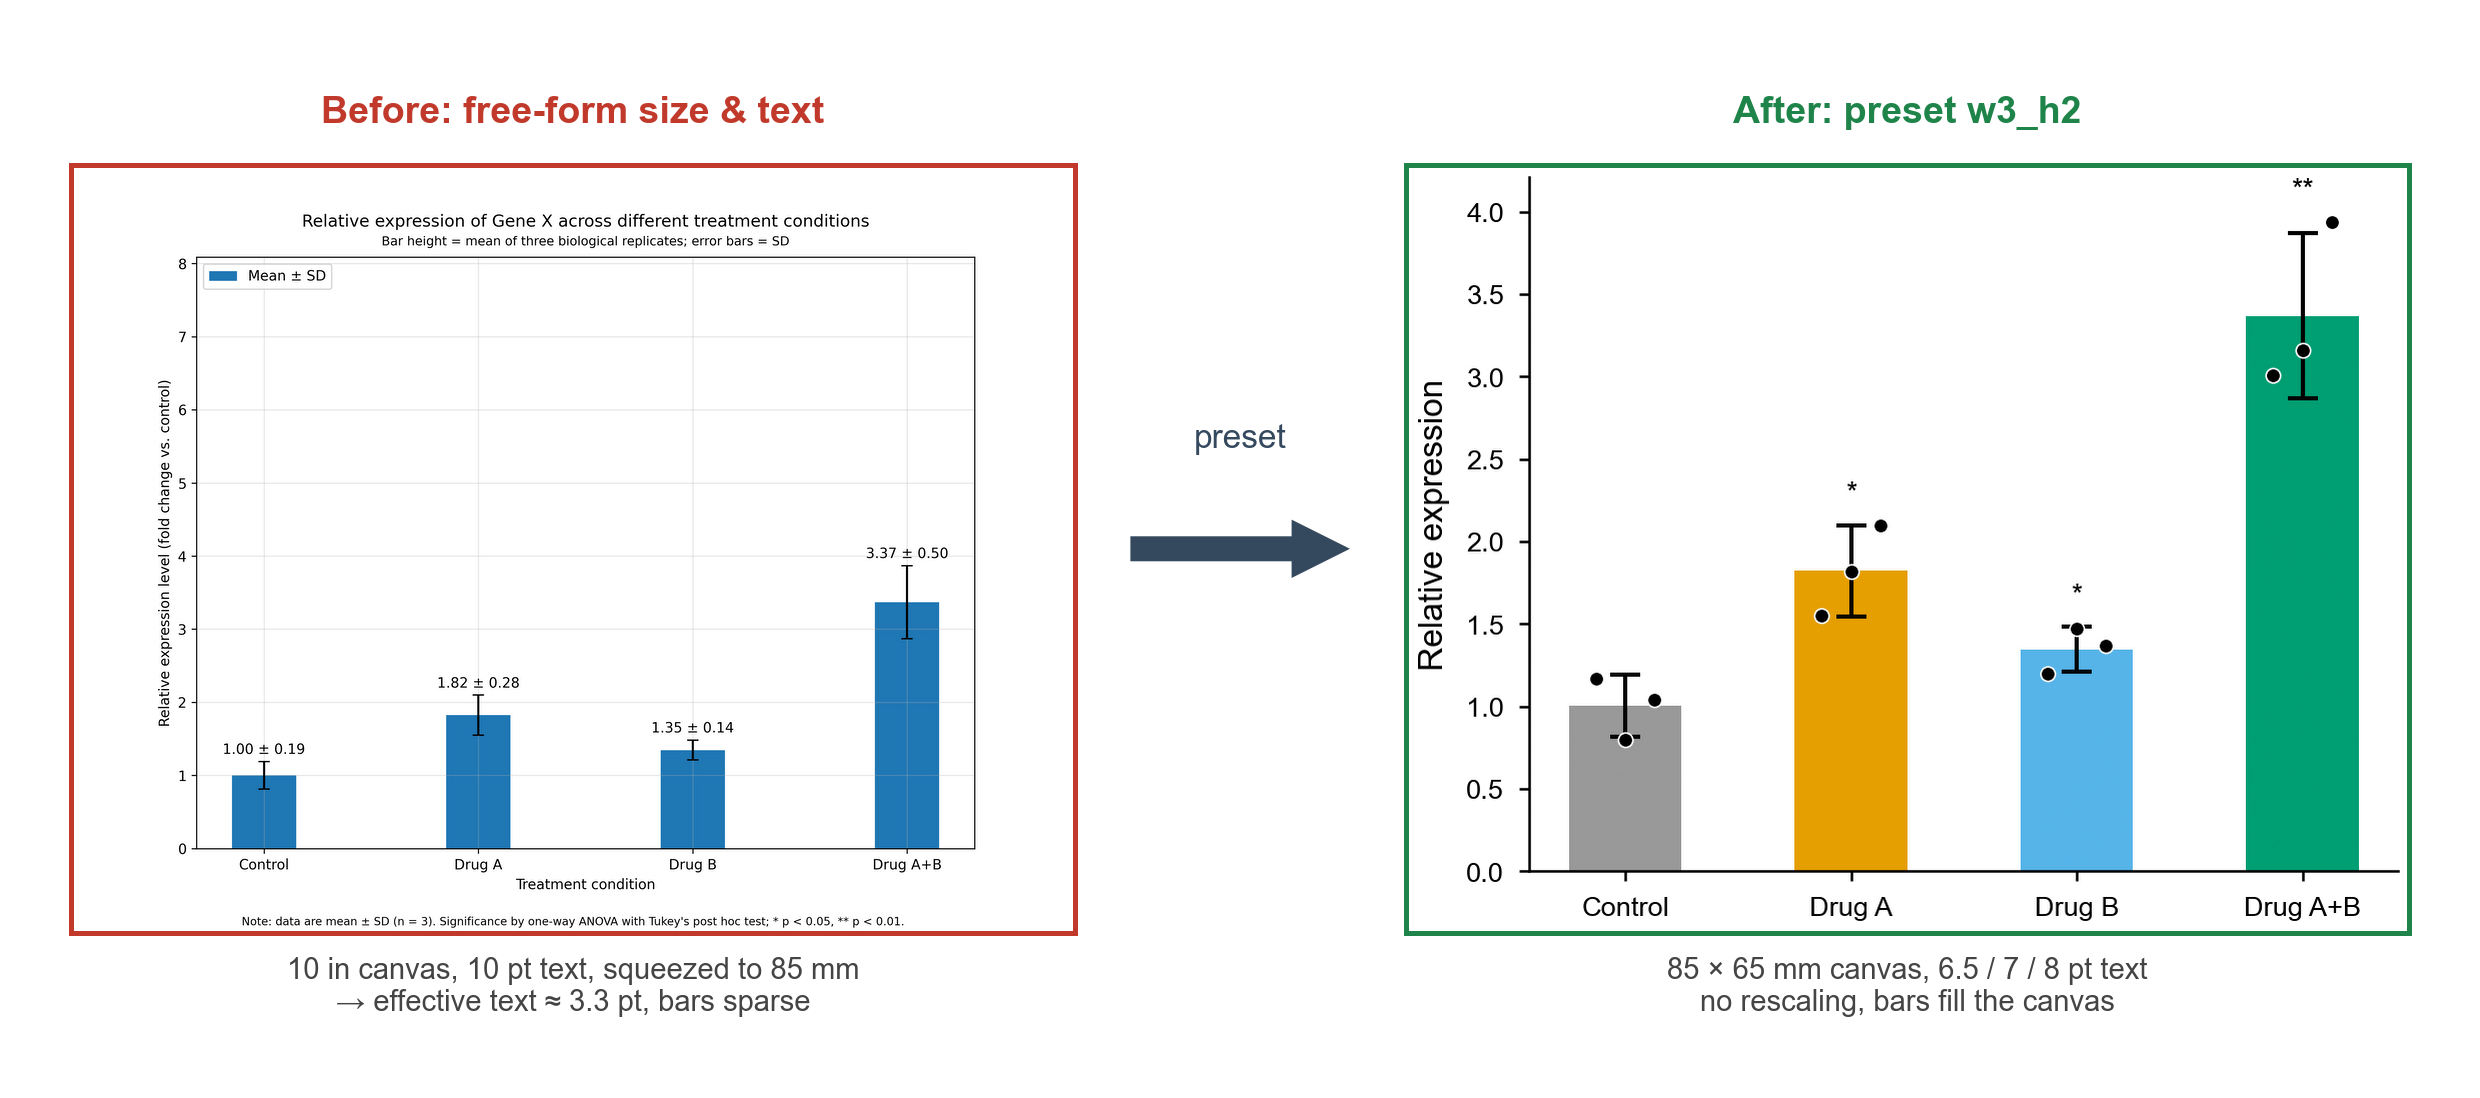 Before: free-form size & text
Relative expression of Gene X across different treatment conditions
Bar height = mean of three biological replicates; error bars = SD
Mean ± SD
8
7
6
5
4
3
2
1
0
Relative expression level (fold change vs. control)
1.00 ± 0.19
1.82 ± 0.28
1.35 ± 0.14
3.37 ± 0.50
Control
Drug A
Drug B
Drug A+B
Treatment condition
Note: data are mean ± SD (n = 3). Significance by one-way ANOVA with Tukey's post hoc test; * p < 0.05, ** p < 0.01.
10 in canvas, 10 pt text, squeezed to 85 mm
→ effective text ≈ 3.3 pt, bars sparse
preset
After: preset w3_h2
4.0
3.5
3.0
2.5
2.0
1.5
1.0
0.5
0.0
Relative expression
*
*
**
Control
Drug A
Drug B
Drug A+B
85 × 65 mm canvas, 6.5 / 7 / 8 pt text
no rescaling, bars fill the canvas